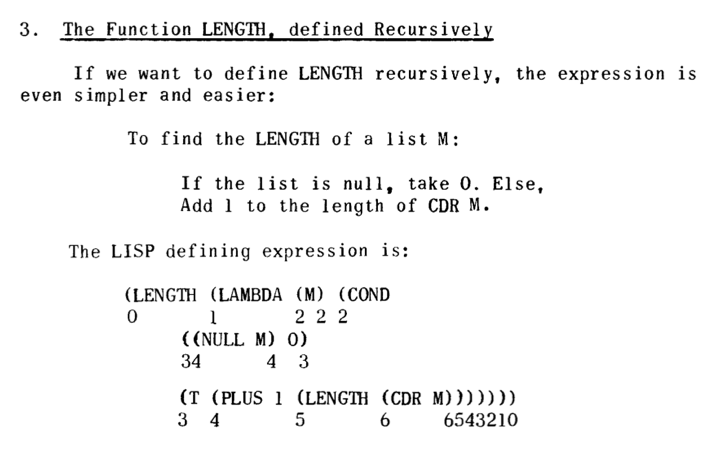 3. The Function LENGTH, defined Recursively
If we want to define LENGTH recursively, the expression is
even simpler and easier:
To find the LENGTH of a list M:
If the list is null, take 0. Else,
Add 1 to the length of CDR M.
The LISP defining expression is:
(LENGTH (LAMBDA (M) (COND
0 1 2 2 2
((NULL M) 0)
34 4 3
(T (PLUS 1 (LENGTH (CDR M)))))))
3 4 5 6 6543210